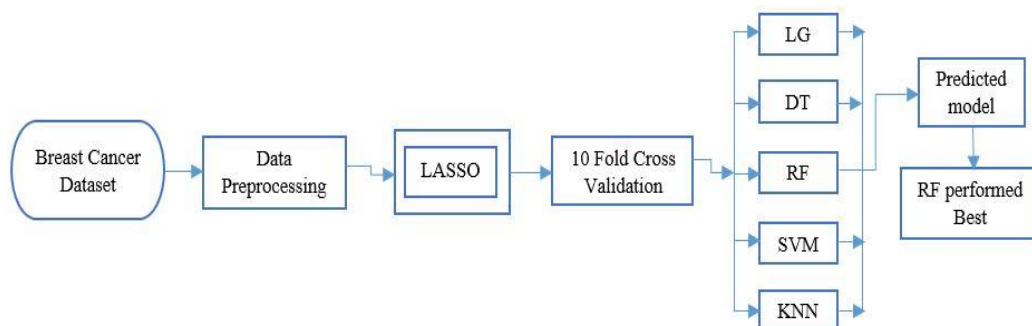 Breast Cancer
Dataset
Data
Preprocessing
LASSO
10 Fold Cross
Validation
LG
DT
RF
SVM
KNN
Predicted
model
RF performed
Best